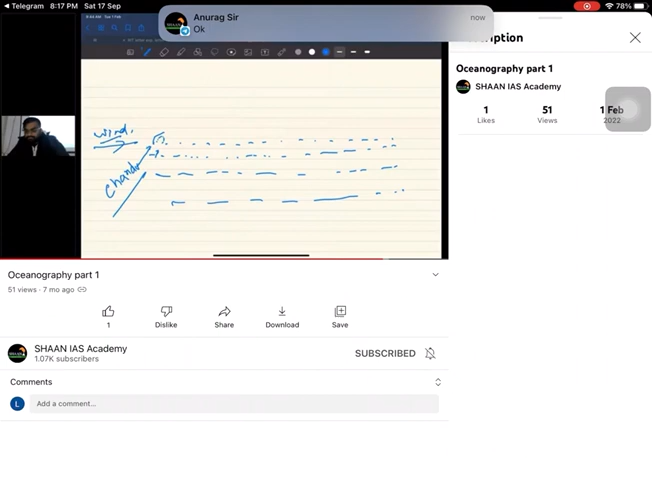 Telegram 8:17 PM Sat 17 Sep
78%
Anurag Sir
now
Ok
wind
Oceanography part 1
SHAAN IAS Academy
1
51
1 Feb
Likes
Views
2022
Oceanography part 1
51 views · 7 mo ago
1
Dislike
Share
Download
Save
SHAAN IAS Academy
1.07K subscribers
SUBSCRIBED
Comments
L
Add a comment...